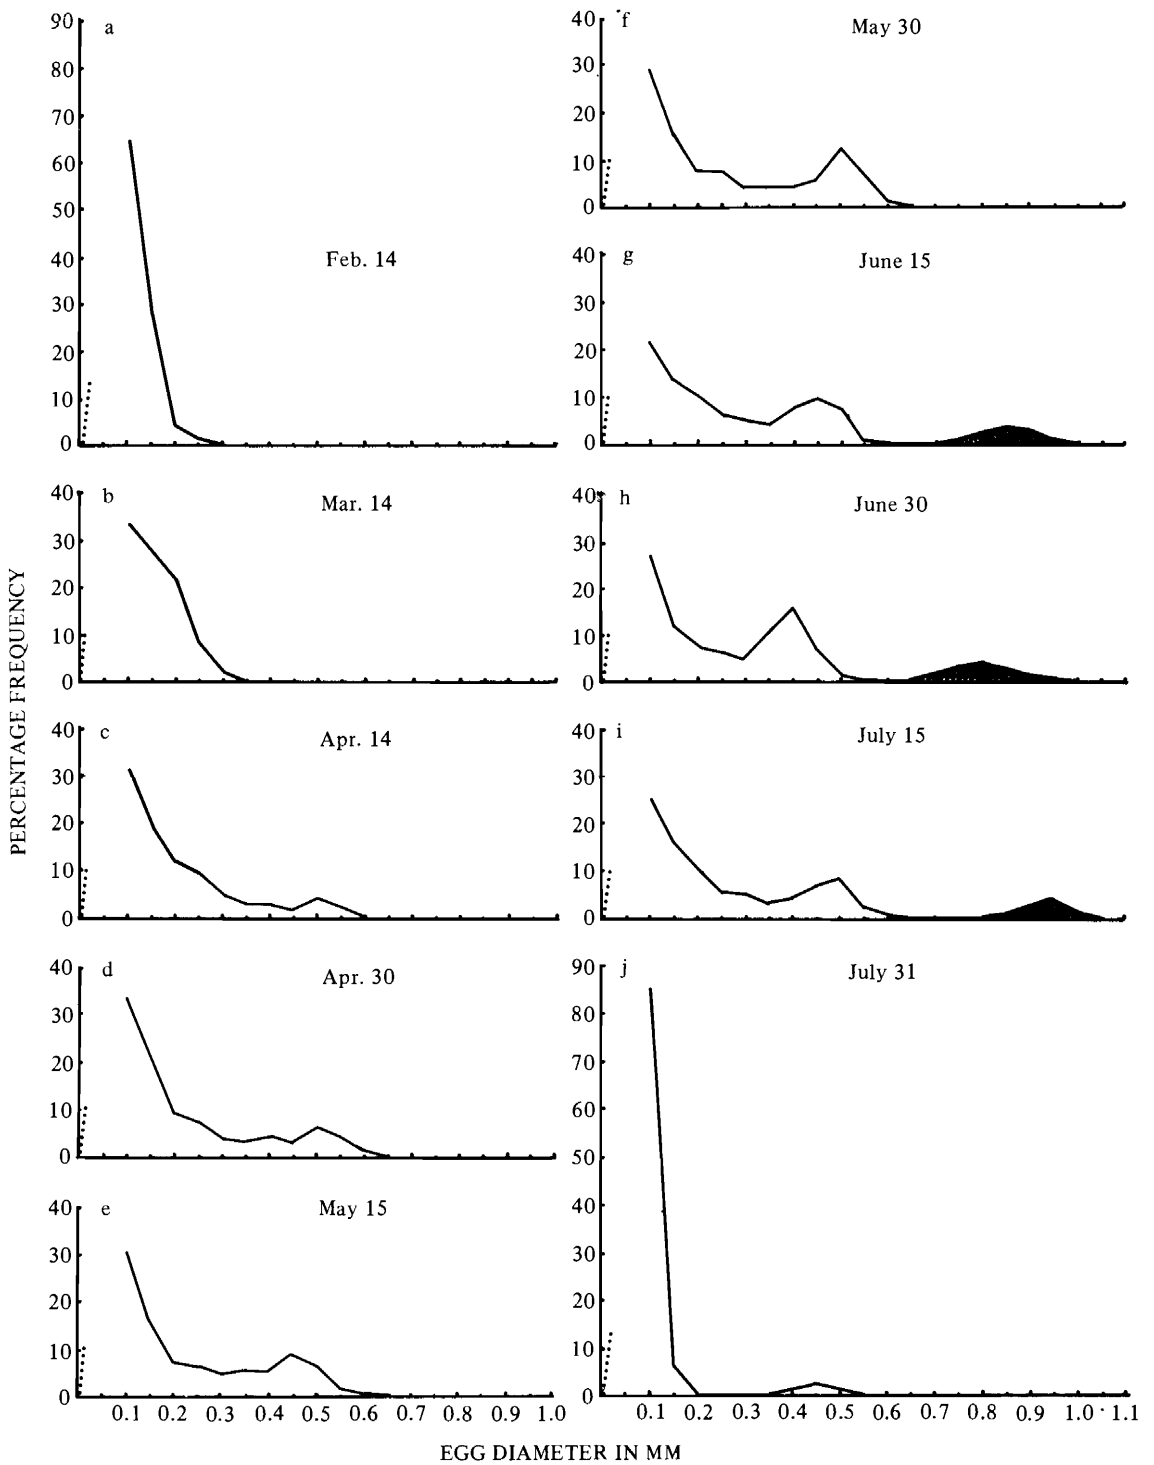 a
90
80
70
60
50
40
30
20
10
0
Feb. 14
b
Mar. 14
40
30
20
10
0
c
Apr. 14
40
30
20
10
0
d
Apr. 30
40
30
20
10
0
e
May 15
40
30
20
10
0
0.1 0.2 0.3 0.4 0.5 0.6 0.7 0.8 0.9 1.0
f
May 30
40
30
20
10
0
g
June 15
40
30
20
10
0
h
June 30
40
30
20
10
0
i
July 15
40
30
20
10
0
j
July 31
90
80
70
60
50
40
30
20
10
0
0.1 0.2 0.3 0.4 0.5 0.6 0.7 0.8 0.9 1.0 1.1
PERCENTAGE FREQUENCY
EGG DIAMETER IN MM